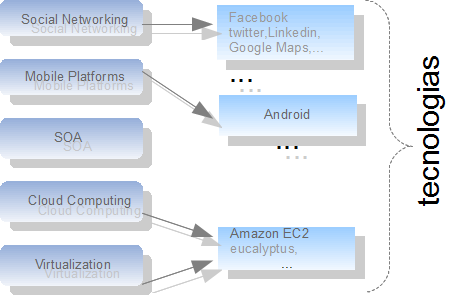 Social Networking
Facebook
twitter,Linkedin,
Google Maps,...
...
Mobile Platforms
Android
...
SOA
Cloud Computing
Amazon EC2
eucalyptus,
...
Virtualization
tecnologias